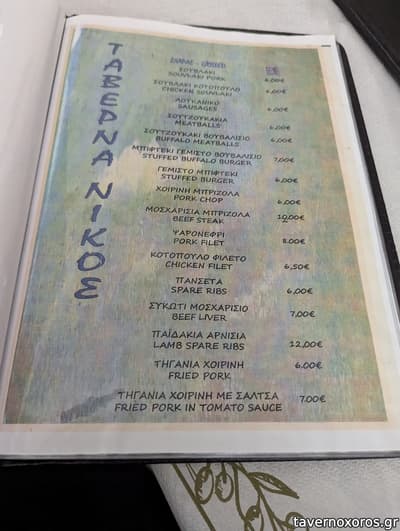 ΤΑΒΕΡΝΑ ΝΙΚΟΣ
ΣΟΥΒΛΑΚΙ
SOUVLAKI PORK 6,00€
ΣΟΥΒΛΑΚΙ ΚΟΤΟΠΟΥΛΟ
CHICKEN SOUVLAKI 6,00€
ΛΟΥΚΑΝΙΚΟ
SAUSAGES 6,00€
ΣΟΥΤΖΟΥΚΑΚΙΑ
MEATBALLS 6,00€
ΣΟΥΤΖΟΥΚΑΚΙ ΒΟΥΒΑΛΙΣΙΟ
BUFFALO MEATBALLS 6,00€
ΜΠΙΦΤΕΚΙ ΓΕΜΙΣΤΟ ΒΟΥΒΑΛΙΣΙΟ
STUFFED BUFFALO BURGER 7,00€
ΓΕΜΙΣΤΟ ΜΠΙΦΤΕΚΙ
STUFFED BURGER 6,00€
ΧΟΙΡΙΝΗ ΜΠΡΙΖΟΛΑ
PORK CHOP 6,00€
ΜΟΣΧΑΡΙΣΙΑ ΜΠΡΙΖΟΛΑ
BEEF STEAK 10,00€
ΨΑΡΟΝΕΦΡΙ
PORK FILET 8.00€
ΚΟΤΟΠΟΥΛΟ ΦΙΛΕΤΟ
CHICKEN FILET 6,50€
ΠΑΝΣΕΤΑ
SPARE RIBS 6,00€
ΣΥΚΩΤΙ ΜΟΣΧΑΡΙΣΙΟ
BEEF LIVER 7,00€
ΠΑΪΔΑΚΙΑ ΑΡΝΙΣΙΑ
LAMB SPARE RIBS 12,00€
ΤΗΓΑΝΙΑ ΧΟΙΡΙΝΗ
FRIED PORK 6.00€
ΤΗΓΑΝΙΑ ΧΟΙΡΙΝΗ ΜΕ ΣΑΛΤΣΑ
FRIED PORK IN TOMATO SAUCE 7.00€
tavernoxoros.gr